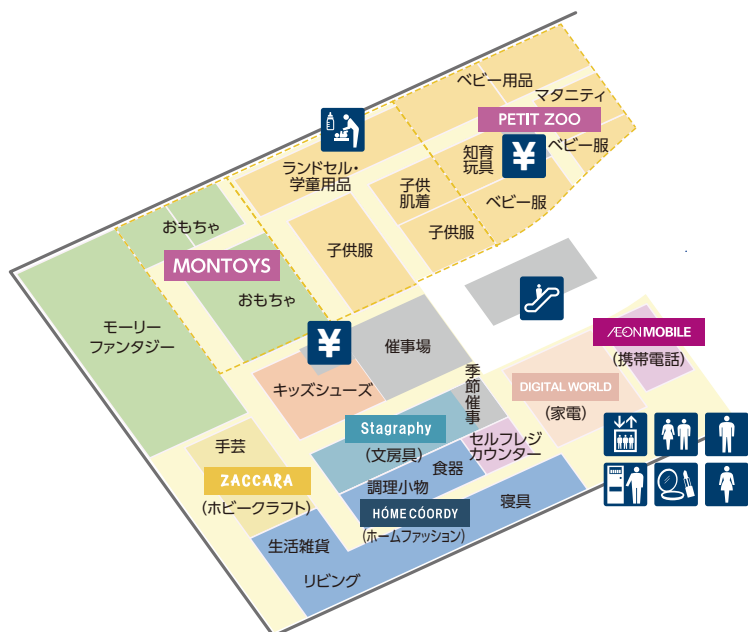 ベビー用品
マタニティ
PETIT ZOO
知育
玩具
¥
ベビー服
ベビー服
ランドセル・
学童用品
子供
肌着
子供服
子供服
おもちゃ
MONTOYS
おもちゃ
モーリー
ファンタジー
¥
催事場
キッズシューズ
季節催事
ÆON MOBILE
(携帯電話)
DIGITAL WORLD
(家電)
Stagraphy
(文房具)
セルフレジ
カウンター
手芸
ZACCARA
(ホビークラフト)
食器
調理小物
HÓME CÓORDY
(ホームファッション)
寝具
生活雑貨
リビング